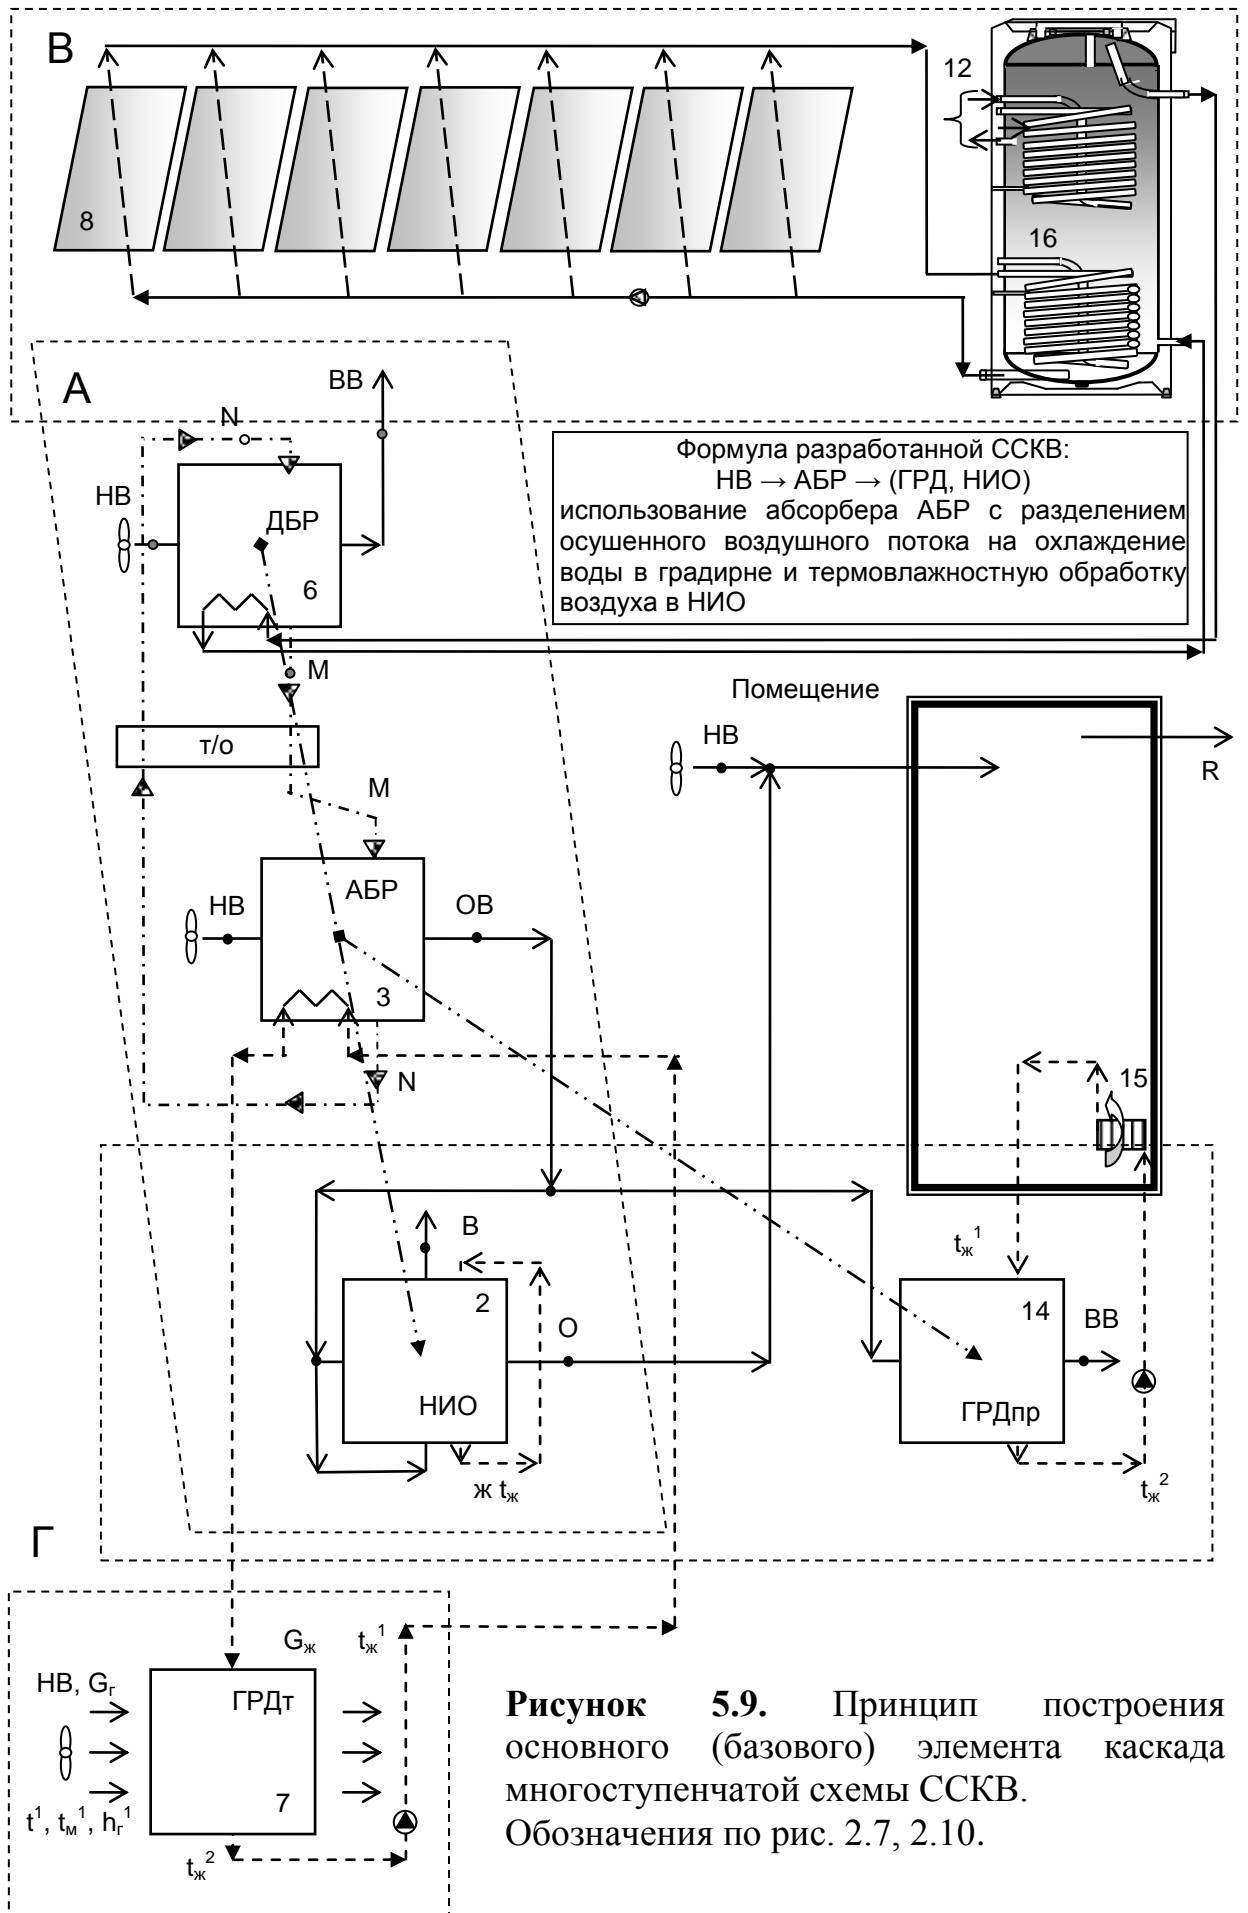 В
12
8
16
А
ВВ
N
НВ
ДБР
6
М
Формула разработанной ССКВ:
НВ → АБР → (ГРД, НИО)
использование абсорбера АБР с разделением
осушенного воздушного потока на охлаждение
воды в градирне и термовлажностную обработку
воздуха в НИО
т/о
Помещение
НВ
R
М
АБР
НВ
ОВ
3
N
15
В
2
О
НИО
ж tж
tж¹
14
ВВ
ГРДпр
tж²
Г
Gж
tж¹
НВ, Gг
ГРДт
7
t¹, tм¹, hг¹
tж²
Рисунок 5.9. Принцип построения
основного (базового) элемента каскада
многоступенчатой схемы ССКВ.
Обозначения по рис. 2.7, 2.10.